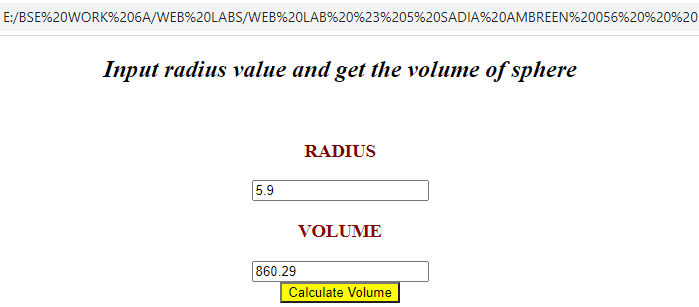 E:/BSE%20WORK%206A/WEB%20LABS/WEB%20LAB%20%23%205%20SADIA%20AMBREEN%20056%20%20%20
Input radius value and get the volume of sphere
RADIUS
5.9
VOLUME
860.29
Calculate Volume